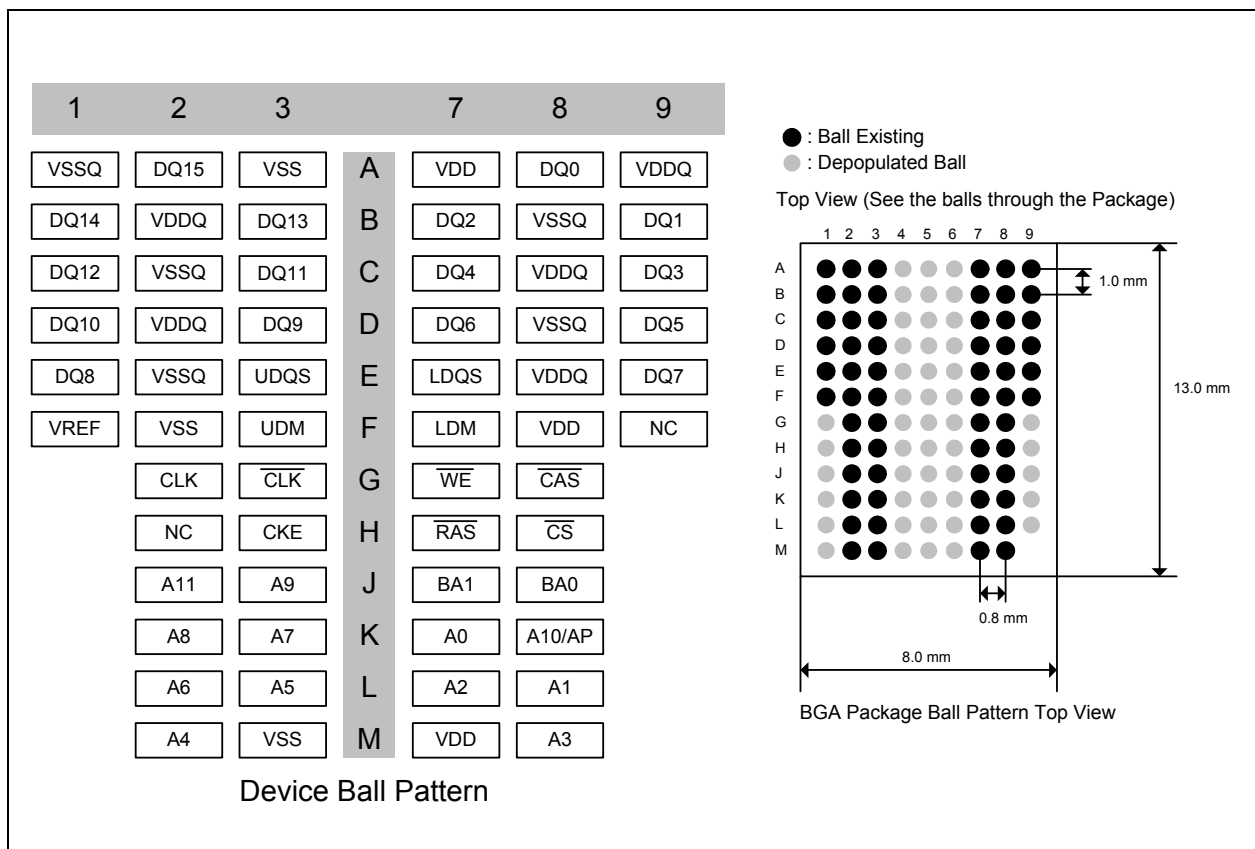 1 2 3 7 8 9
VSSQ DQ15 VSS A VDD DQ0 VDDQ
DQ14 VDDQ DQ13 B DQ2 VSSQ DQ1
DQ12 VSSQ DQ11 C DQ4 VDDQ DQ3
DQ10 VDDQ DQ9 D DQ6 VSSQ DQ5
DQ8 VSSQ UDQS E LDQS VDDQ DQ7
VREF VSS UDM F LDM VDD NC
CLK C̅L̅K̅ G W̅E̅ C̅A̅S̅
NC CKE H R̅A̅S̅ C̅S̅
A11 A9 J BA1 BA0
A8 A7 K A0 A10/AP
A6 A5 L A2 A1
A4 VSS M VDD A3
Device Ball Pattern
: Ball Existing
: Depopulated Ball
Top View (See the balls through the Package)
1 2 3 4 5 6 7 8 9
A
B
C
D
E
F
G
H
J
K
L
M
1.0 mm
13.0 mm
0.8 mm
8.0 mm
BGA Package Ball Pattern Top View